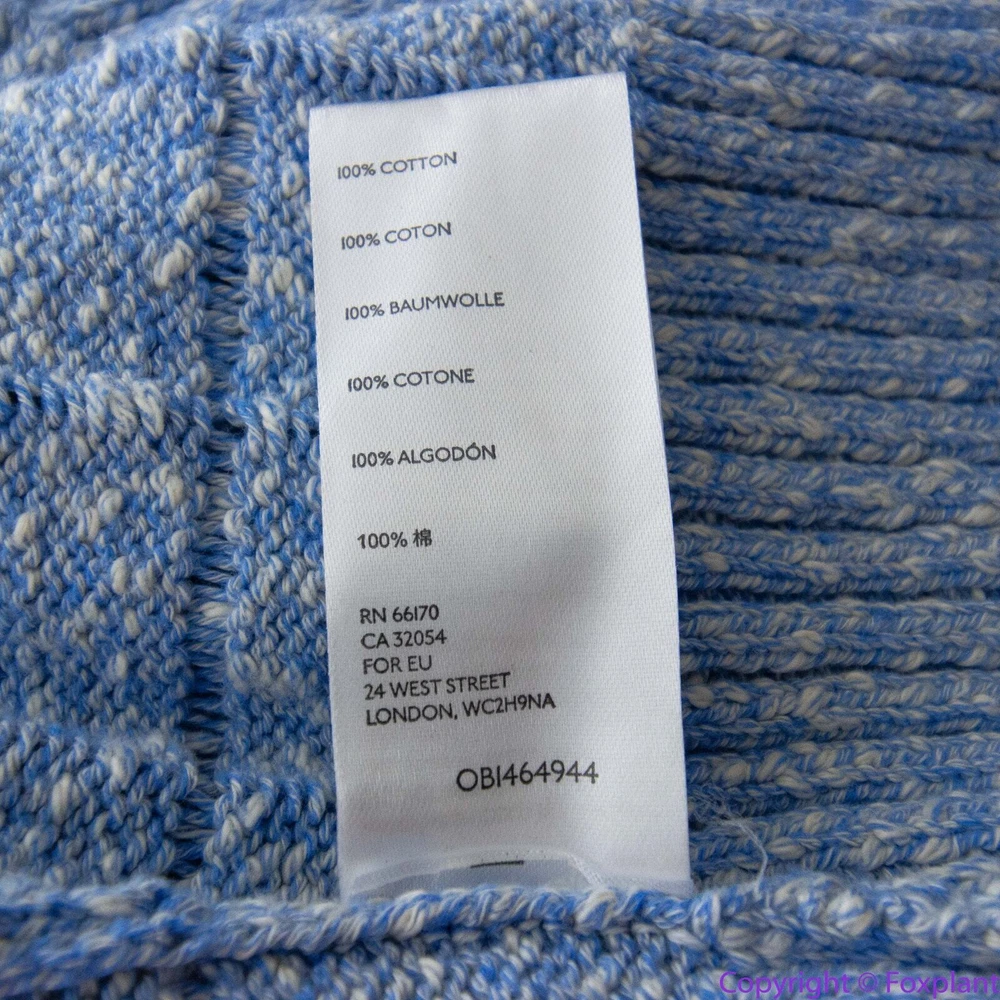 100% COTTON
100% COTON
100% BAUMWOLLE
100% COTONE
100% ALGODÓN
100% 棉
RN 66170
CA 32054
FOR EU
24 WEST STREET
LONDON, WC2H9NA
OB1464944
Copyright © Foxplant